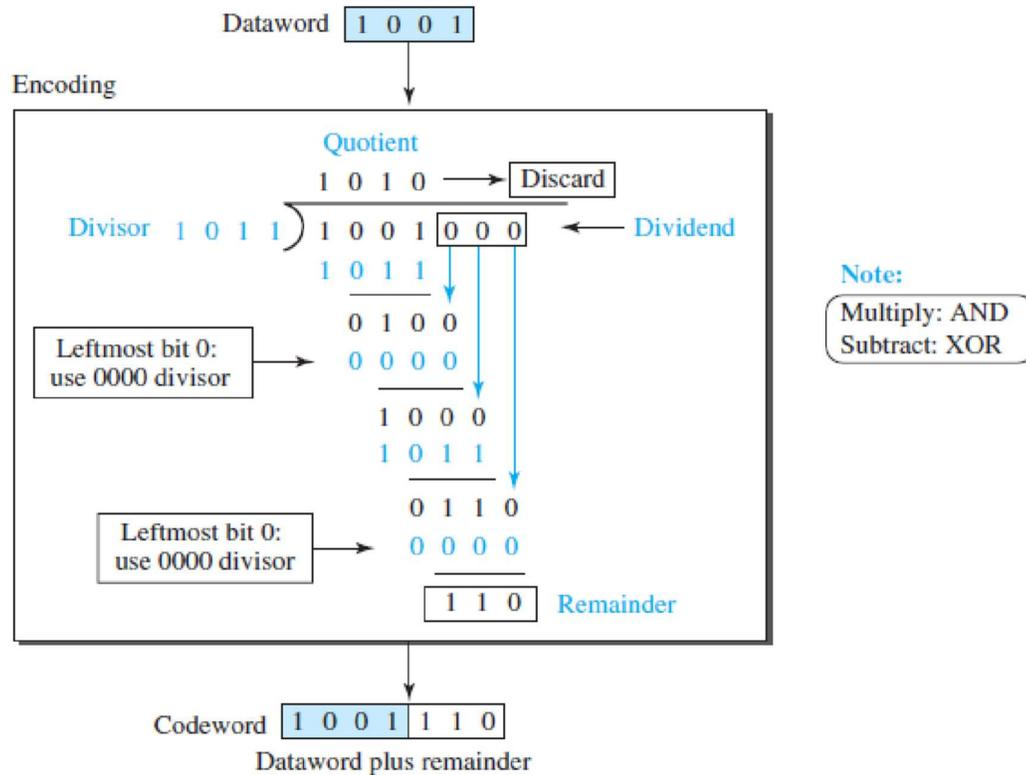 Dataword 1 0 0 1
Encoding
Quotient
1 0 1 0 Discard
Divisor 1 0 1 1 1 0 0 1 0 0 0 Dividend
1 0 1 1
Note:
0 1 0 0
Multiply: AND
Subtract: XOR
Leftmost bit 0:
use 0000 divisor
0 0 0 0
1 0 0 0
1 0 1 1
0 1 1 0
Leftmost bit 0:
use 0000 divisor
0 0 0 0
1 1 0 Remainder
Codeword 1 0 0 1 1 1 0
Dataword plus remainder